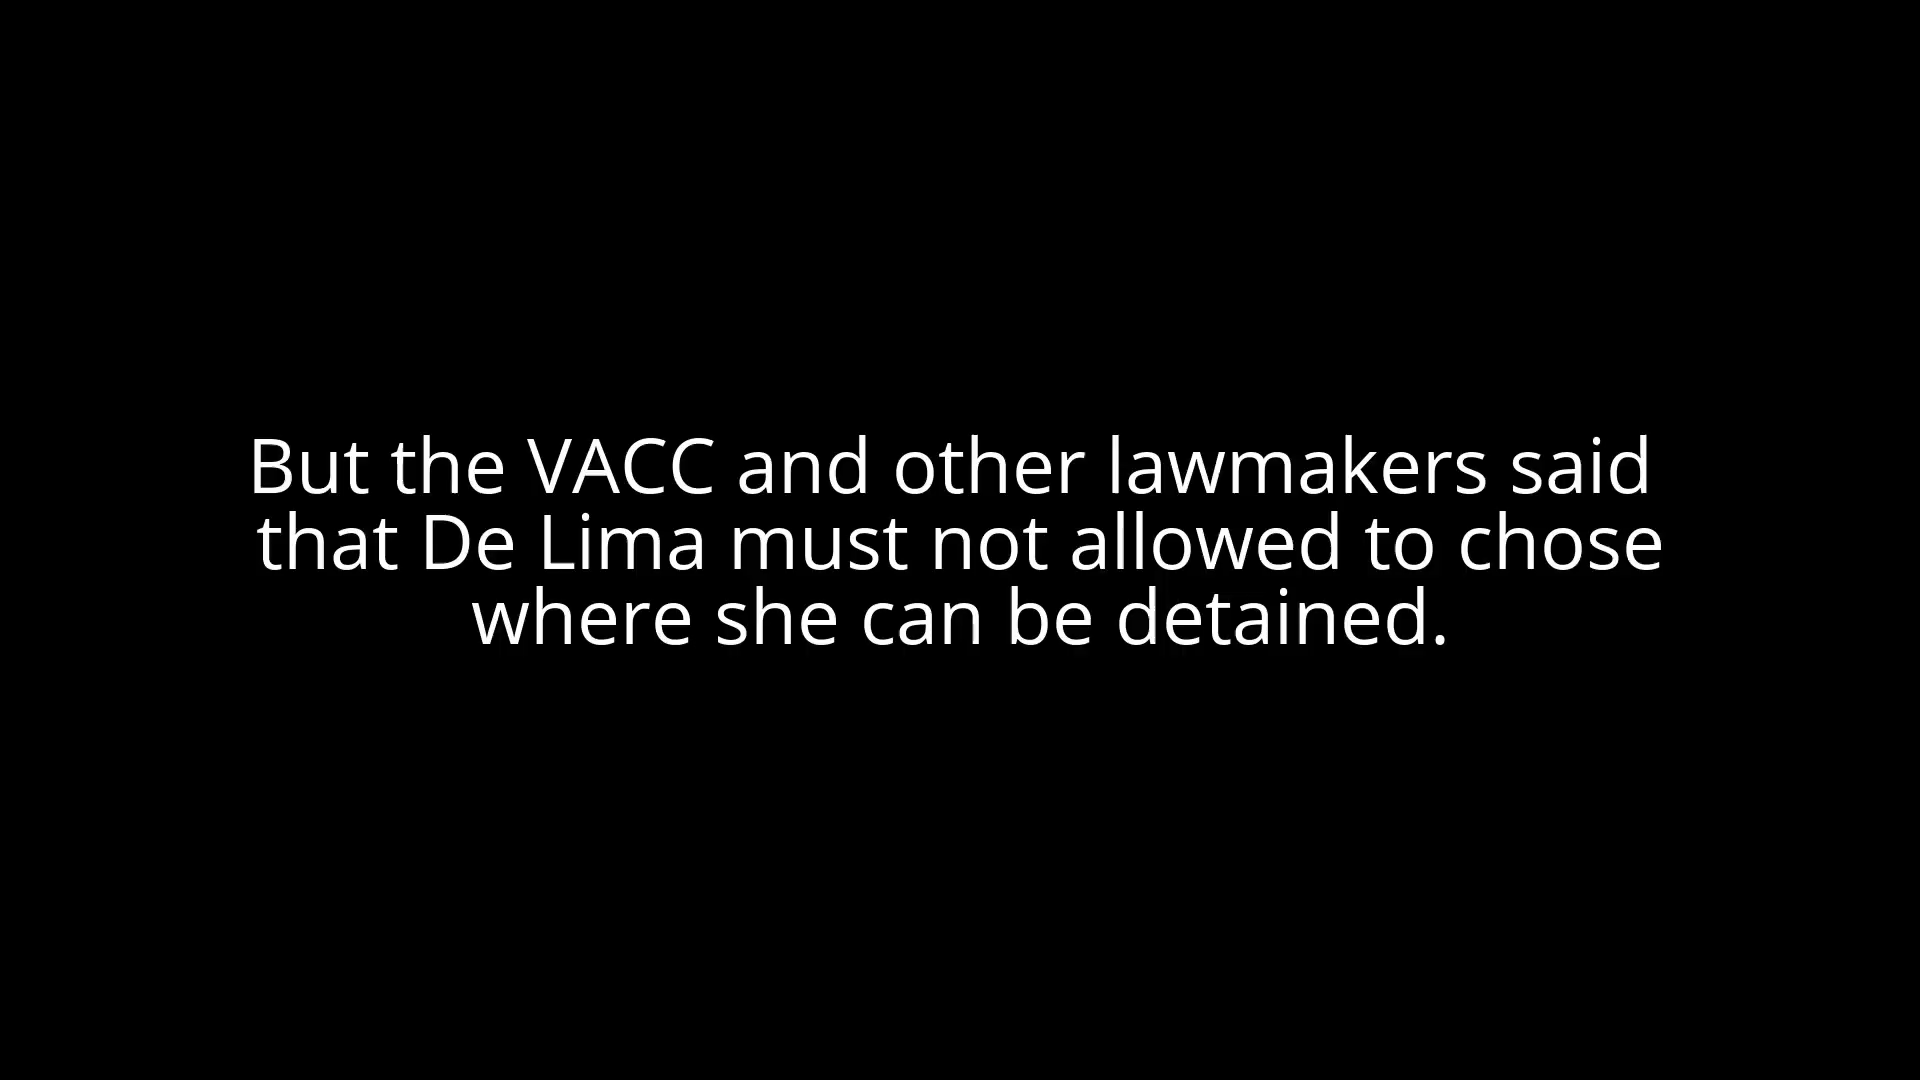 But the VACC and other lawmakers said
that De Lima must not allowed to chose
where she can be detained.